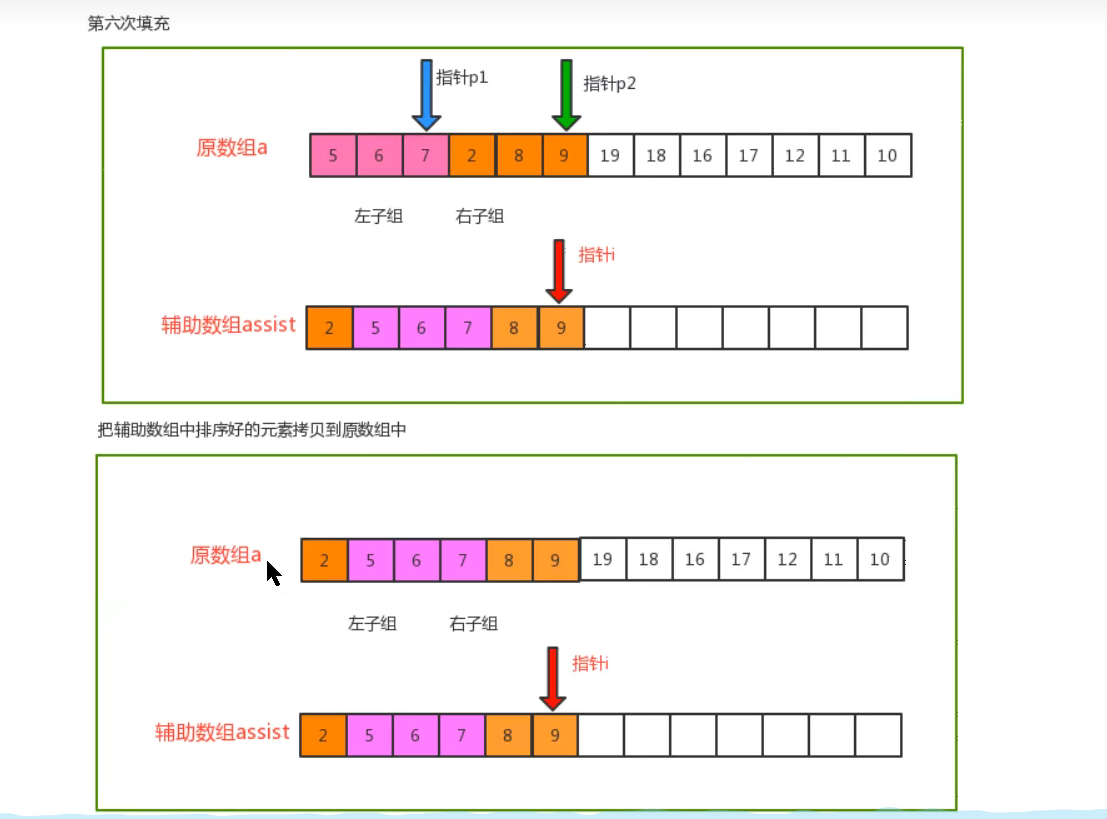 第六次填充
指针p1
指针p2
原数组a
5 6 7 2 8 9 19 18 16 17 12 11 10
左子组 右子组
指针i
辅助数组assist
2 5 6 7 8 9
把辅助数组中排序好的元素拷贝到原数组中
原数组a
2 5 6 7 8 9 19 18 16 17 12 11 10
左子组 右子组
指针i
辅助数组assist
2 5 6 7 8 9